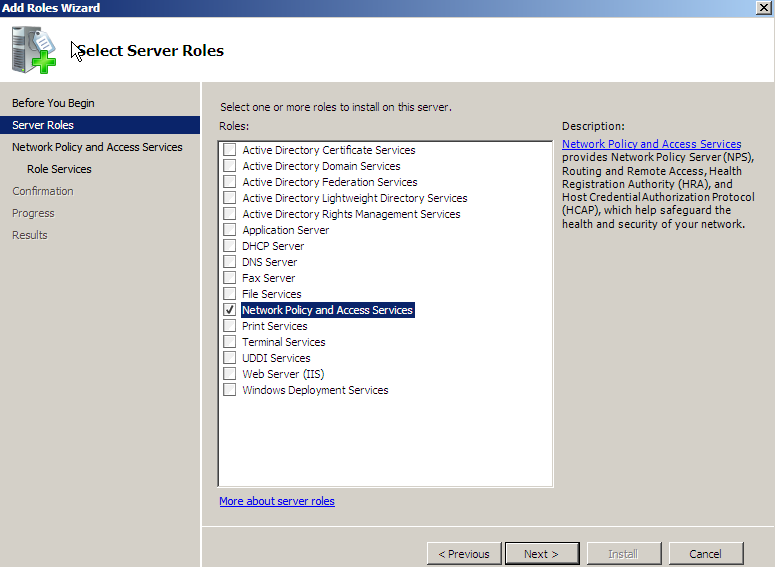 Add Roles Wizard
Select Server Roles
Before You Begin
Server Roles
Network Policy and Access Services
Role Services
Confirmation
Progress
Results
Select one or more roles to install on this server.
Roles:
Active Directory Certificate Services
Active Directory Domain Services
Active Directory Federation Services
Active Directory Lightweight Directory Services
Active Directory Rights Management Services
Application Server
DHCP Server
DNS Server
Fax Server
File Services
Network Policy and Access Services
Print Services
Terminal Services
UDDI Services
Web Server (IIS)
Windows Deployment Services
More about server roles
Description:
Network Policy and Access Services
provides Network Policy Server (NPS),
Routing and Remote Access, Health
Registration Authority (HRA), and
Host Credential Authorization Protocol
(HCAP), which help safeguard the
health and security of your network.
< Previous
Next >
Install
Cancel